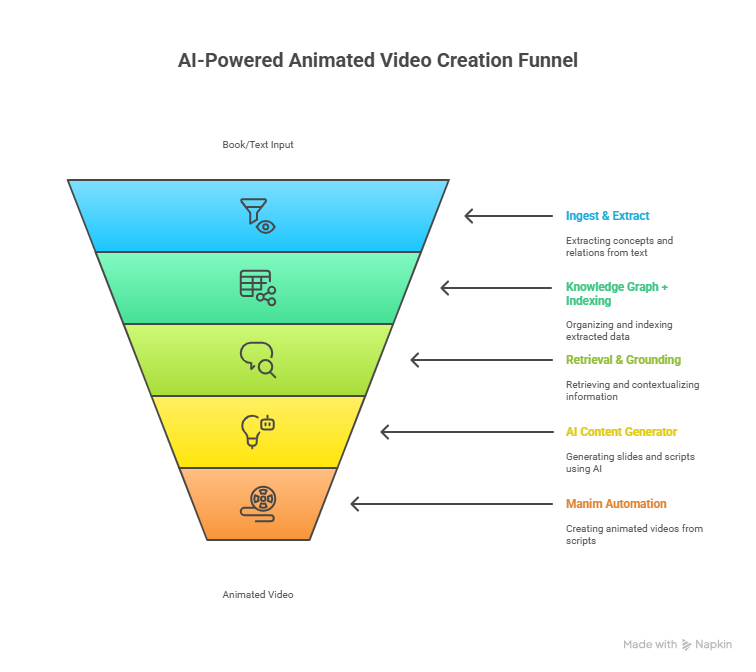 AI-Powered Animated Video Creation Funnel
Book/Text Input
Ingest & Extract
Extracting concepts and
relations from text
Knowledge Graph +
Indexing
Organizing and indexing
extracted data
Retrieval & Grounding
Retrieving and contextualizing
information
AI Content Generator
Generating slides and scripts
using AI
Manim Automation
Creating animated videos from
scripts
Animated Video
Made with Napkin